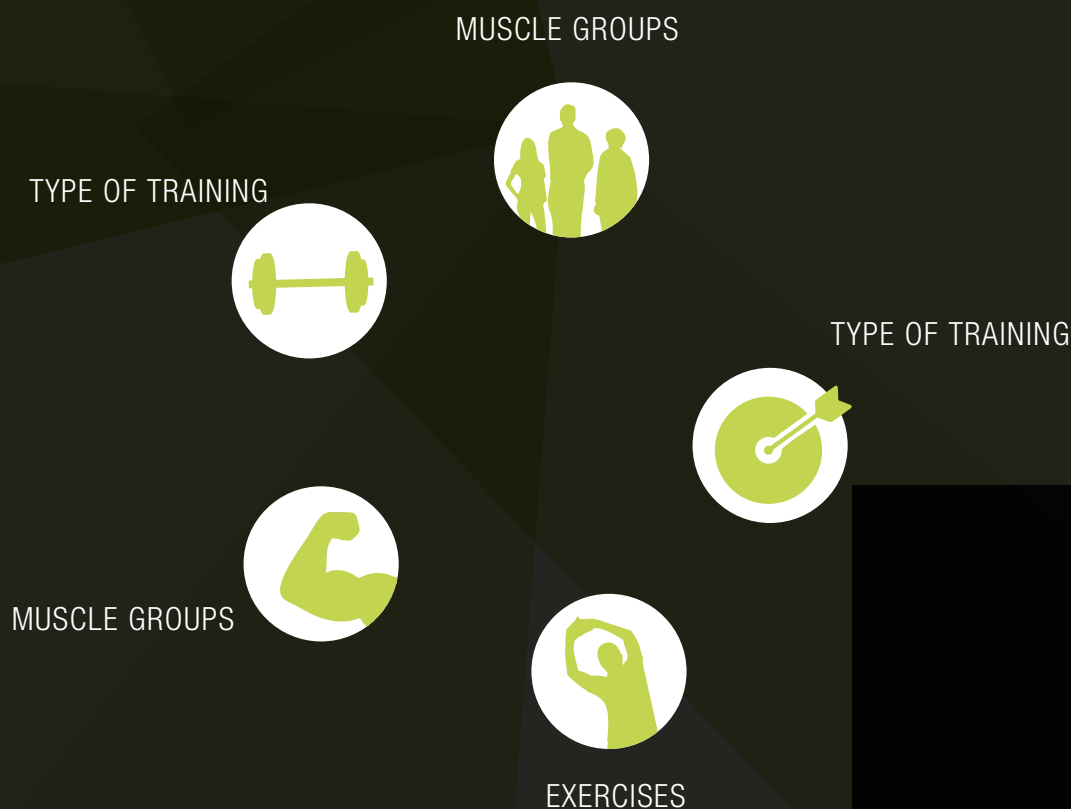 MUSCLE GROUPS
TYPE OF TRAINING
TYPE OF TRAINING
MUSCLE GROUPS
EXERCISES